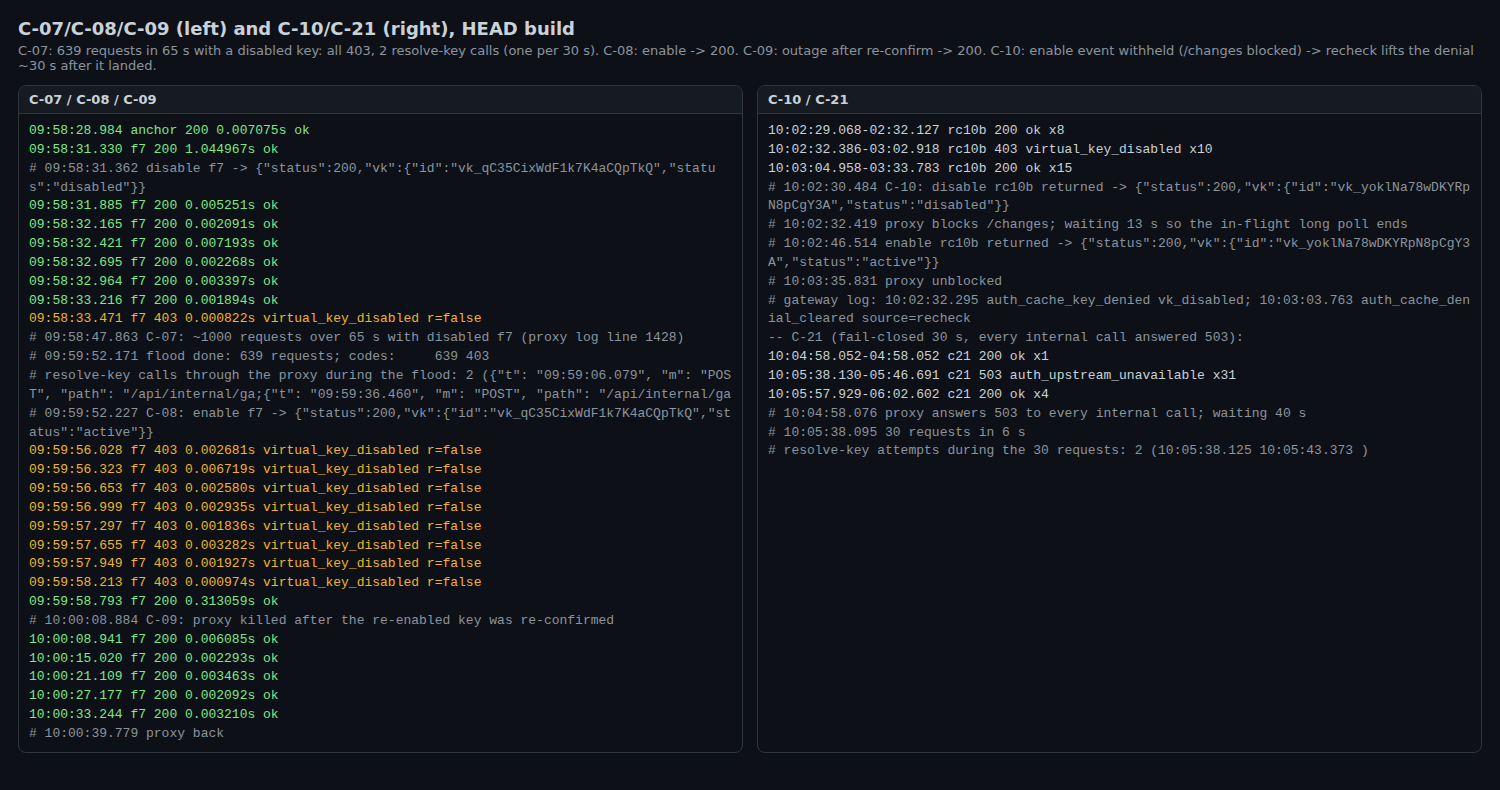 C-07/C-08/C-09 (left) and C-10/C-21 (right), HEAD build
C-07: 639 requests in 65 s with a disabled key: all 403, 2 resolve-key calls (one per 30 s). C-08: enable -> 200. C-09: outage after re-confirm -> 200. C-10: enable event withheld (/changes blocked) -> recheck lifts the denial
~30 s after it landed.
C-07 / C-08 / C-09
09:58:28.984 anchor 200 0.007075s ok
09:58:31.330 f7 200 1.044967s ok
# 09:58:31.362 disable f7 -> {"status":200,"vk":{"id":"vk_qC35CixWdF1k7K4aCQpTkQ","statu
s":"disabled"}}
09:58:31.885 f7 200 0.005251s ok
09:58:32.165 f7 200 0.002091s ok
09:58:32.421 f7 200 0.007193s ok
09:58:32.695 f7 200 0.002268s ok
09:58:32.964 f7 200 0.003397s ok
09:58:33.216 f7 200 0.001894s ok
09:58:33.471 f7 403 0.000822s virtual_key_disabled r=false
# 09:58:47.863 C-07: ~1000 requests over 65 s with disabled f7 (proxy log line 1428)
# 09:59:52.171 flood done: 639 requests; codes:     639 403
# resolve-key calls through the proxy during the flood: 2 ({"t": "09:59:06.079", "m": "POS
T", "path": "/api/internal/ga;{"t": "09:59:36.460", "m": "POST", "path": "/api/internal/ga
# 09:59:52.227 C-08: enable f7 -> {"status":200,"vk":{"id":"vk_qC35CixWdF1k7K4aCQpTkQ","st
atus":"active"}}
09:59:56.028 f7 403 0.002681s virtual_key_disabled r=false
09:59:56.323 f7 403 0.006719s virtual_key_disabled r=false
09:59:56.653 f7 403 0.002580s virtual_key_disabled r=false
09:59:56.999 f7 403 0.002935s virtual_key_disabled r=false
09:59:57.297 f7 403 0.001836s virtual_key_disabled r=false
09:59:57.655 f7 403 0.003282s virtual_key_disabled r=false
09:59:57.949 f7 403 0.001927s virtual_key_disabled r=false
09:59:58.213 f7 403 0.000974s virtual_key_disabled r=false
09:59:58.793 f7 200 0.313059s ok
# 10:00:08.884 C-09: proxy killed after the re-enabled key was re-confirmed
10:00:08.941 f7 200 0.006085s ok
10:00:15.020 f7 200 0.002293s ok
10:00:21.109 f7 200 0.003463s ok
10:00:27.177 f7 200 0.002092s ok
10:00:33.244 f7 200 0.003210s ok
# 10:00:39.779 proxy back
C-10 / C-21
10:02:29.068-02:32.127 rc10b 200 ok x8
10:02:32.386-03:02.918 rc10b 403 virtual_key_disabled x10
10:03:04.958-03:33.783 rc10b 200 ok x15
# 10:02:30.484 C-10: disable rc10b returned -> {"status":200,"vk":{"id":"vk_yoklNa78wDKYRp
N8pCgY3A","status":"disabled"}}
# 10:02:32.419 proxy blocks /changes; waiting 13 s so the in-flight long poll ends
# 10:02:46.514 enable rc10b returned -> {"status":200,"vk":{"id":"vk_yoklNa78wDKYRpN8pCgY3
A","status":"active"}}
# 10:03:35.831 proxy unblocked
# gateway log: 10:02:32.295 auth_cache_key_denied vk_disabled; 10:03:03.763 auth_cache_den
ial_cleared source=recheck
-- C-21 (fail-closed 30 s, every internal call answered 503):
10:04:58.052-04:58.052 c21 200 ok x1
10:05:38.130-05:46.691 c21 503 auth_upstream_unavailable x31
10:05:57.929-06:02.602 c21 200 ok x4
# 10:04:58.076 proxy answers 503 to every internal call; waiting 40 s
# 10:05:38.095 30 requests in 6 s
# resolve-key attempts during the 30 requests: 2 (10:05:38.125 10:05:43.373 )